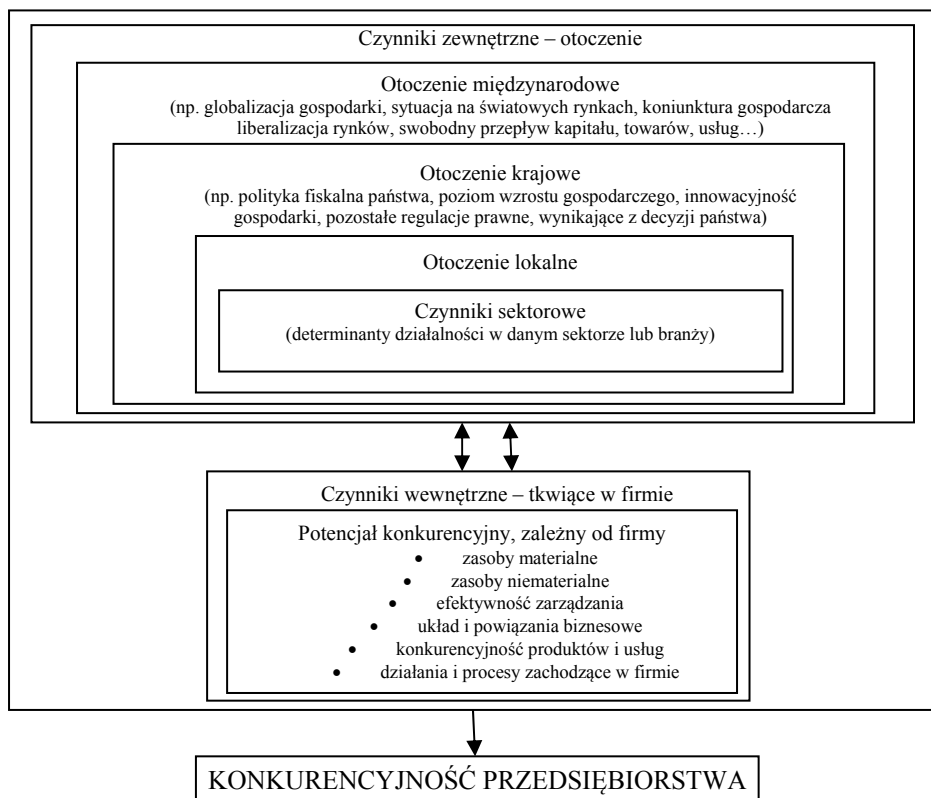 Czynniki zewnętrzne – otoczenie
Otoczenie międzynarodowe
(np. globalizacja gospodarki, sytuacja na światowych rynkach, koniunktura gospodarcza
liberalizacja rynków, swobodny przepływ kapitału, towarów, usług…)
Otoczenie krajowe
(np. polityka fiskalna państwa, poziom wzrostu gospodarczego, innowacyjność
gospodarki, pozostałe regulacje prawne, wynikające z decyzji państwa)
Otoczenie lokalne
Czynniki sektorowe
(determinanty działalności w danym sektorze lub branży)
Czynniki wewnętrzne – tkwiące w firmie
Potencjał konkurencyjny, zależny od firmy
• zasoby materialne
• zasoby niematerialne
• efektywność zarządzania
• układ i powiązania biznesowe
• konkurencyjność produktów i usług
• działania i procesy zachodzące w firmie
KONKURENCYJNOŚĆ PRZEDSIĘBIORSTWA